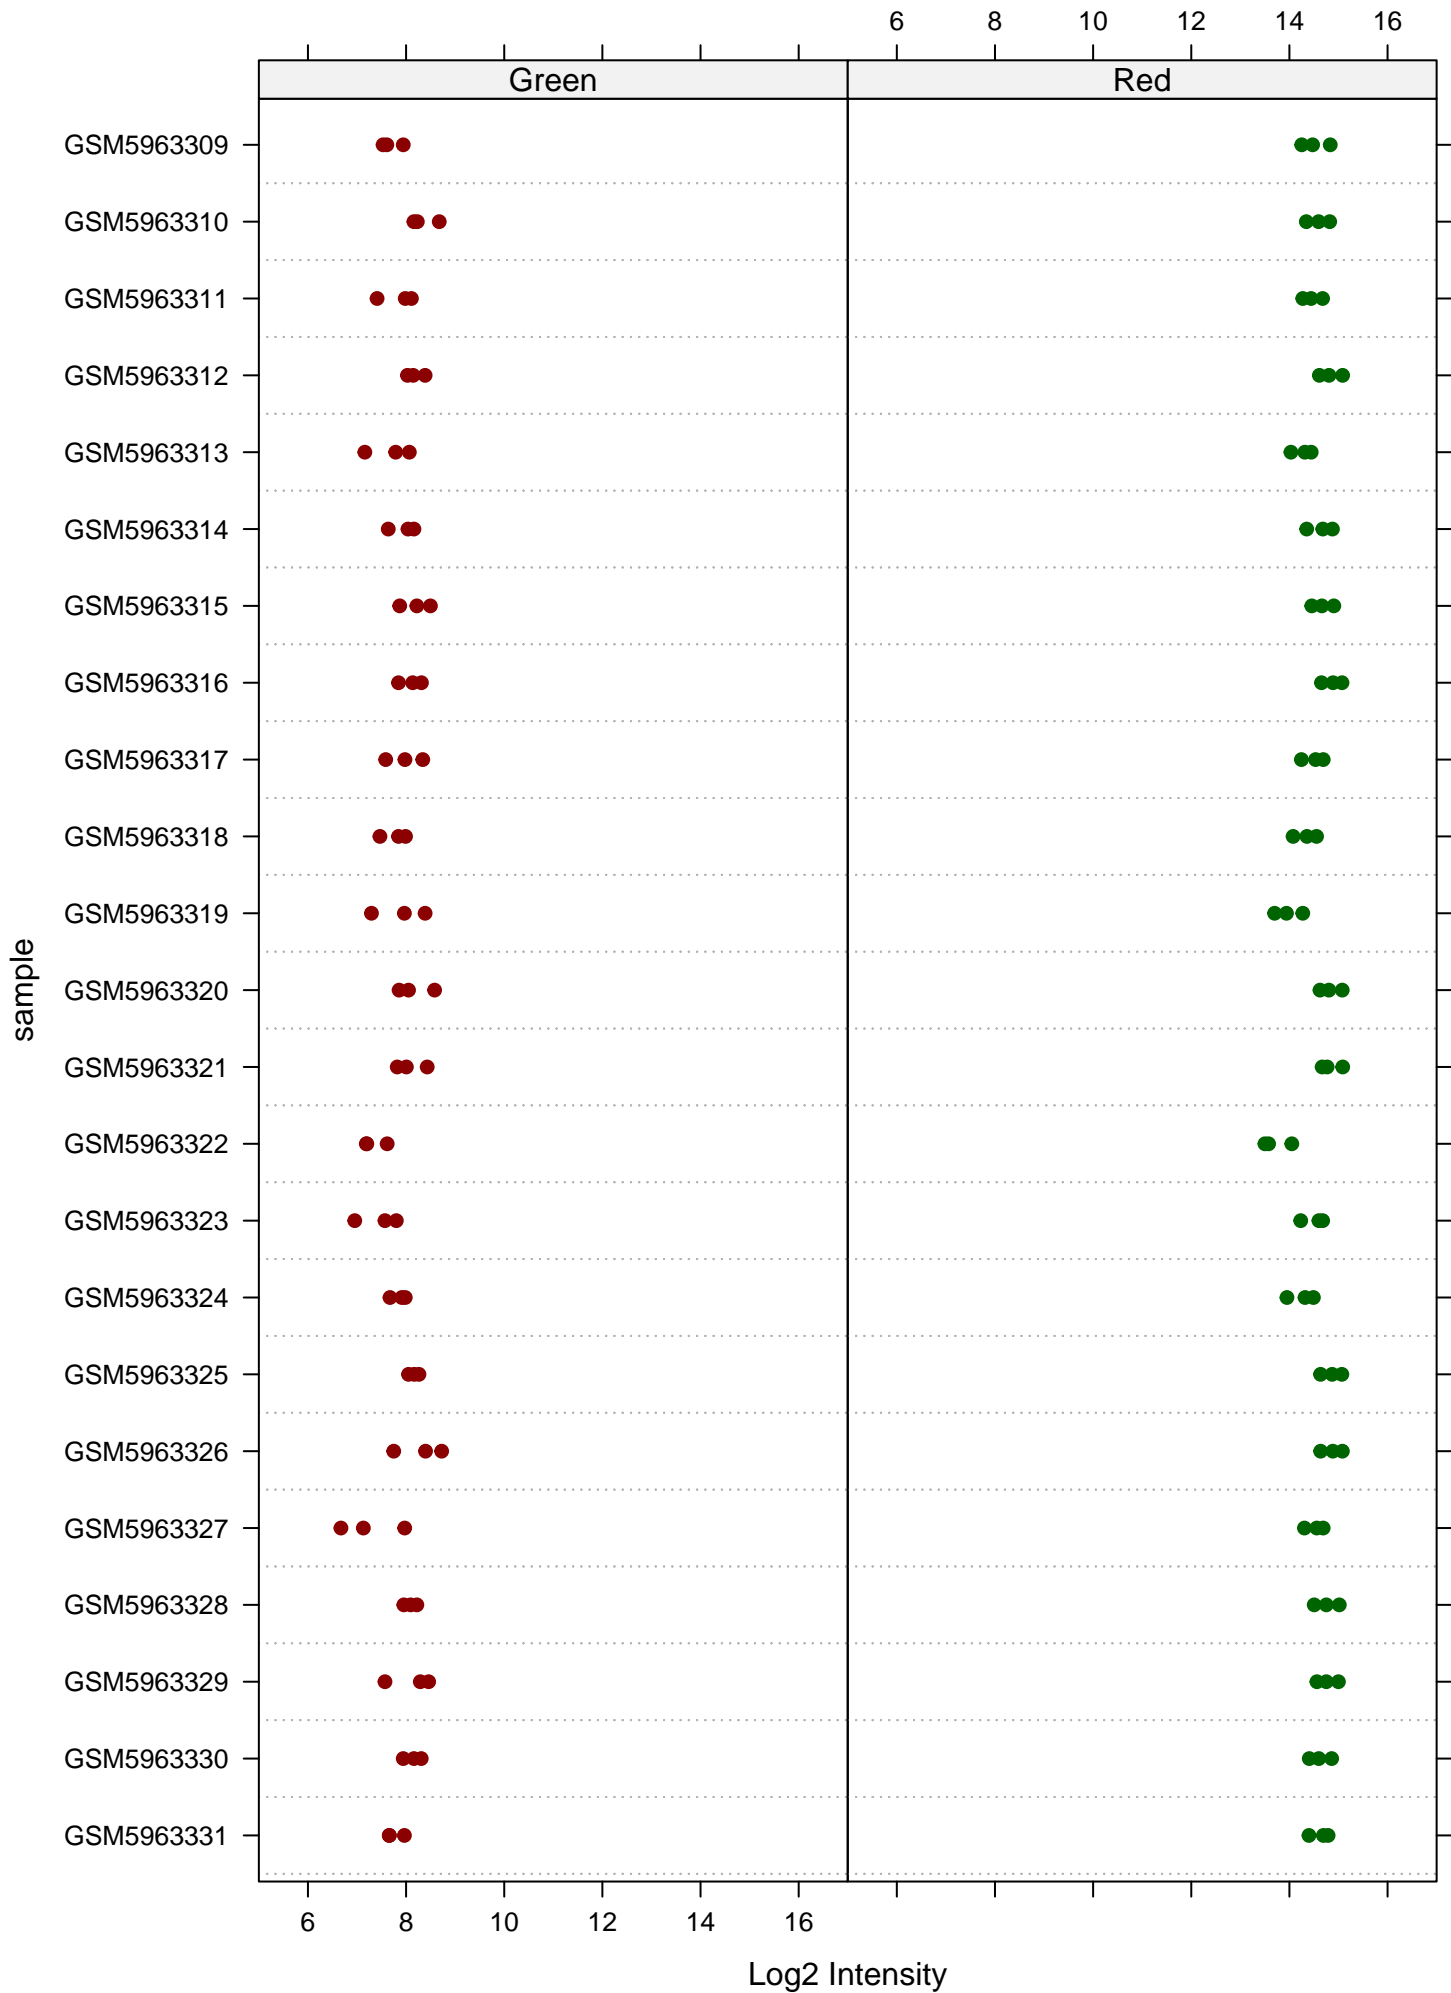 6 8 10 12 14 16
Green Red
GSM5963309
GSM5963310
GSM5963311
GSM5963312
GSM5963313
GSM5963314
GSM5963315
GSM5963316
GSM5963317
GSM5963318
GSM5963319
GSM5963320
GSM5963321
GSM5963322
GSM5963323
GSM5963324
GSM5963325
GSM5963326
GSM5963327
GSM5963328
GSM5963329
GSM5963330
GSM5963331
sample
6 8 10 12 14 16
Log2 Intensity